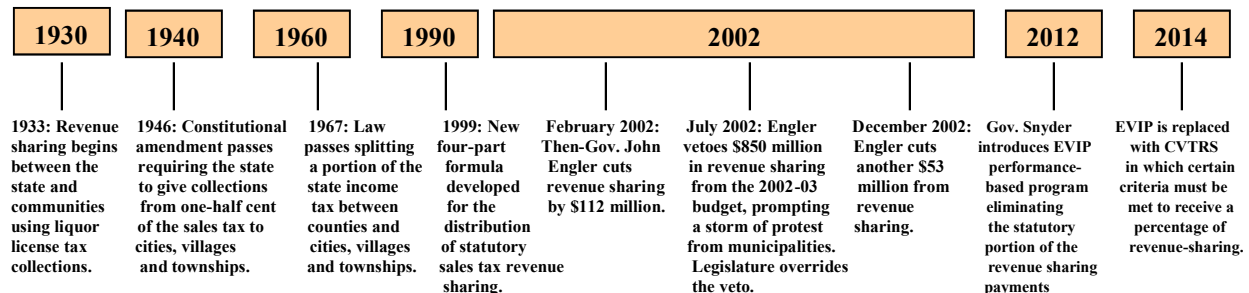 1930
1940
1960
1990
2002
2012
2014
1933: Revenue
sharing begins
between the
state and
communities
using liquor
license tax
collections.
1946: Constitutional
amendment passes
requiring the state
to give collections
from one-half cent
of the sales tax to
cities, villages
and townships.
1967: Law
passes splitting
a portion of the
state income
tax between
counties and
cities, villages
and townships.
1999: New
four-part
formula
developed
for the
distribution
of statutory
sales tax revenue
sharing.
February 2002:
Then-Gov. John
Engler cuts
revenue sharing
by $112 million.
July 2002: Engler
vetoes $850 million
in revenue sharing
from the 2002-03
budget, prompting
a storm of protest
from municipalities.
Legislature overrides
the veto.
December 2002:
Engler cuts
another $53
million from
revenue
sharing.
Gov. Snyder
introduces EVIP
performance-
based program
eliminating
the statutory
portion of the
revenue sharing
payments
EVIP is replaced
with CVTRS
in which certain
criteria must be
met to receive a
percentage of
revenue-sharing.